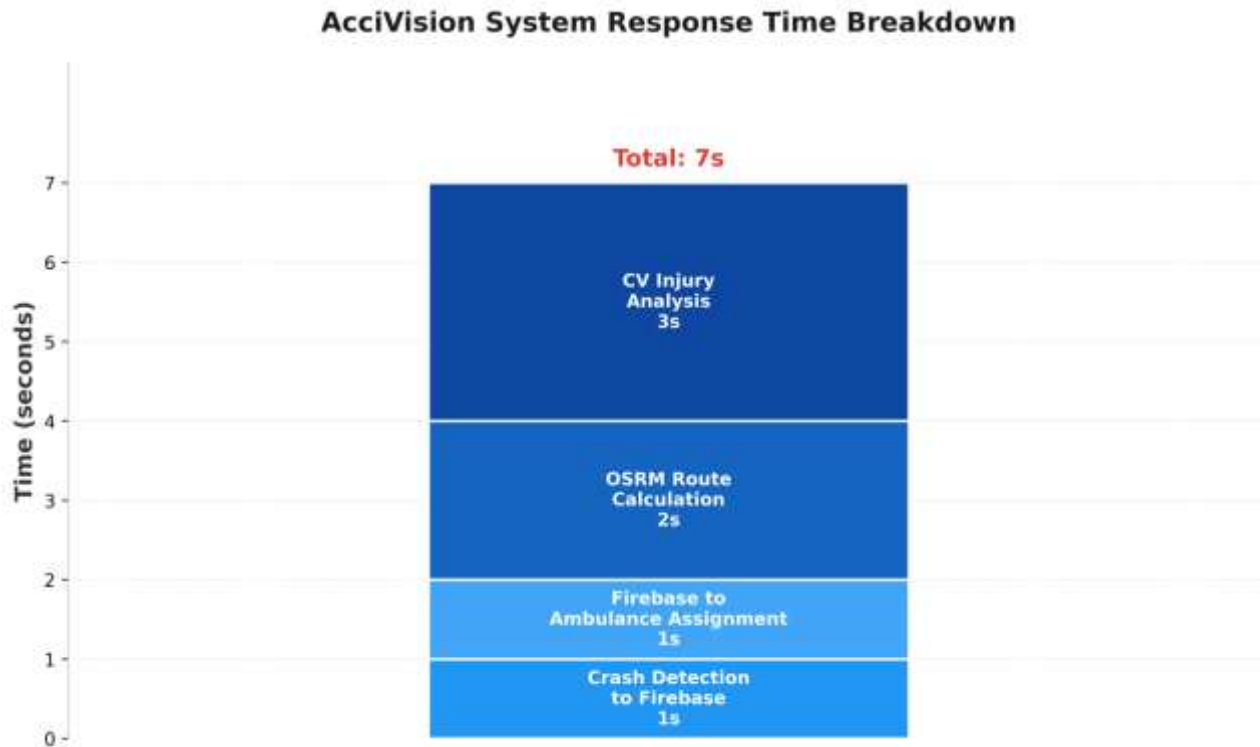 AcciVision System Response Time Breakdown
Total: 7s
7
6
5
4
3
2
1
0
Time (seconds)
CV Injury
Analysis
3s
OSRM Route
Calculation
2s
Firebase to
Ambulance Assignment
1s
Crash Detection
to Firebase
1s